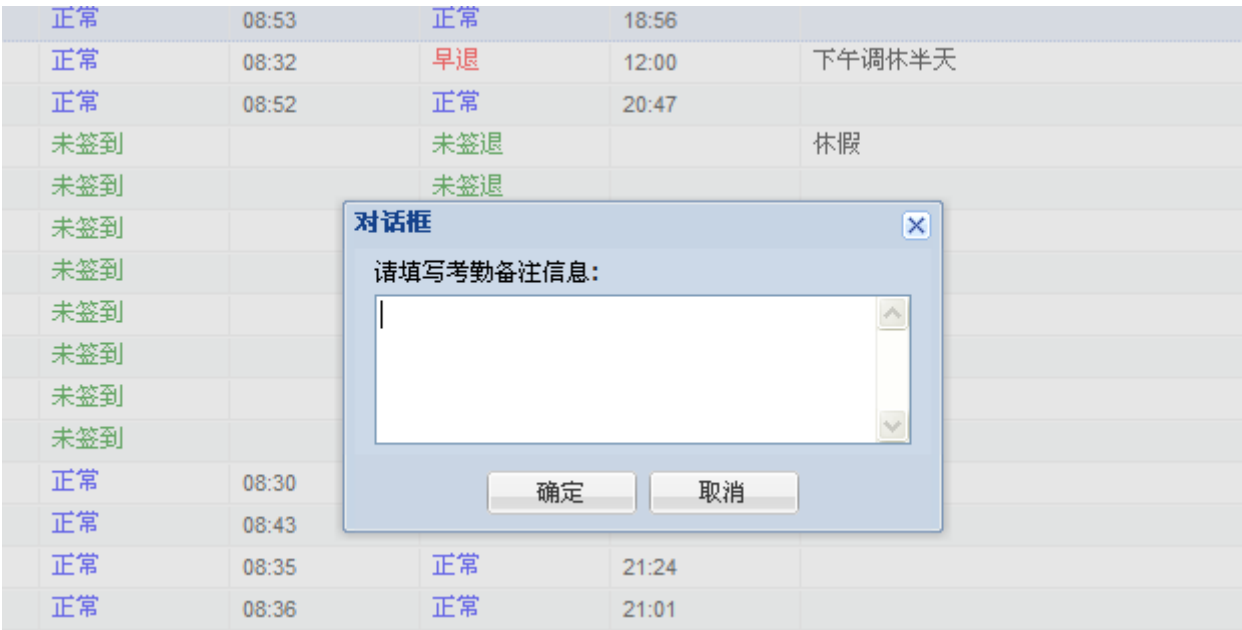 正常 08:53 正常 18:56
正常 08:32 早退 12:00 下午调休半天
正常 08:52 正常 20:47
未签到 未签退 休假
未签到 未签退
未签到
对话框
未签到
请填写考勤备注信息:
未签到
未签到
未签到
未签到
正常 08:30
确定 取消
正常 08:43
正常 08:35 正常 21:24
正常 08:36 正常 21:01